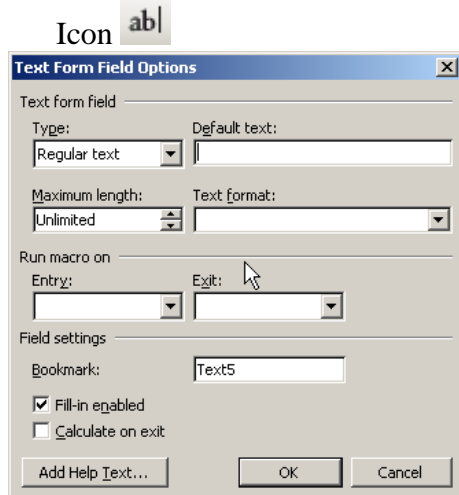 Icon ab|
Text Form Field Options
Text form field
Type: Default text:
Regular text
Maximum length: Text format:
Unlimited
Run macro on
Entry: Exit:
Field settings
Bookmark: Text5
Fill-in enabled
Calculate on exit
Add Help Text... OK Cancel